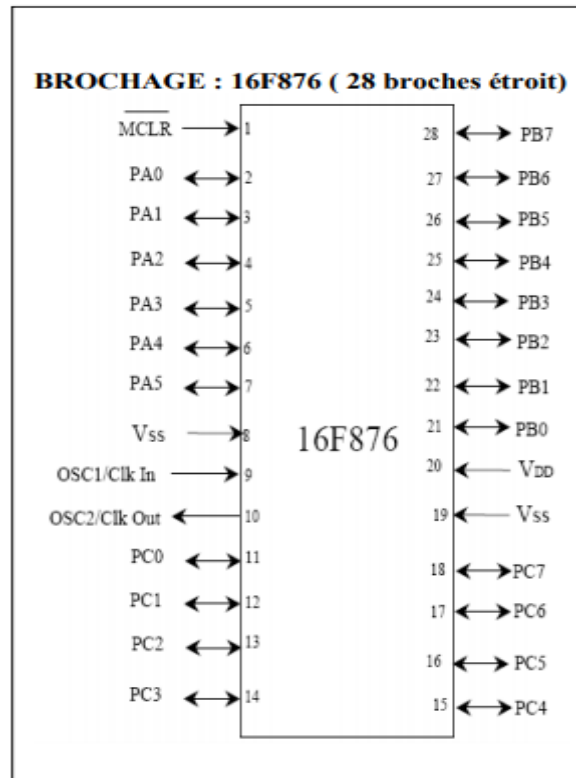 BROCHAGE : 16F876 ( 28 broches étroit)
MCLR 1 28 PB7
PA0 2 27 PB6
PA1 3 26 PB5
PA2 4 25 PB4
PA3 5 24 PB3
PA4 6 23 PB2
PA5 7 22 PB1
Vss 8 16F876 21 PB0
OSC1/Clk In 9 20 VDD
OSC2/Clk Out 10 19 Vss
PC0 11 18 PC7
PC1 12 17 PC6
PC2 13 16 PC5
PC3 14 15 PC4